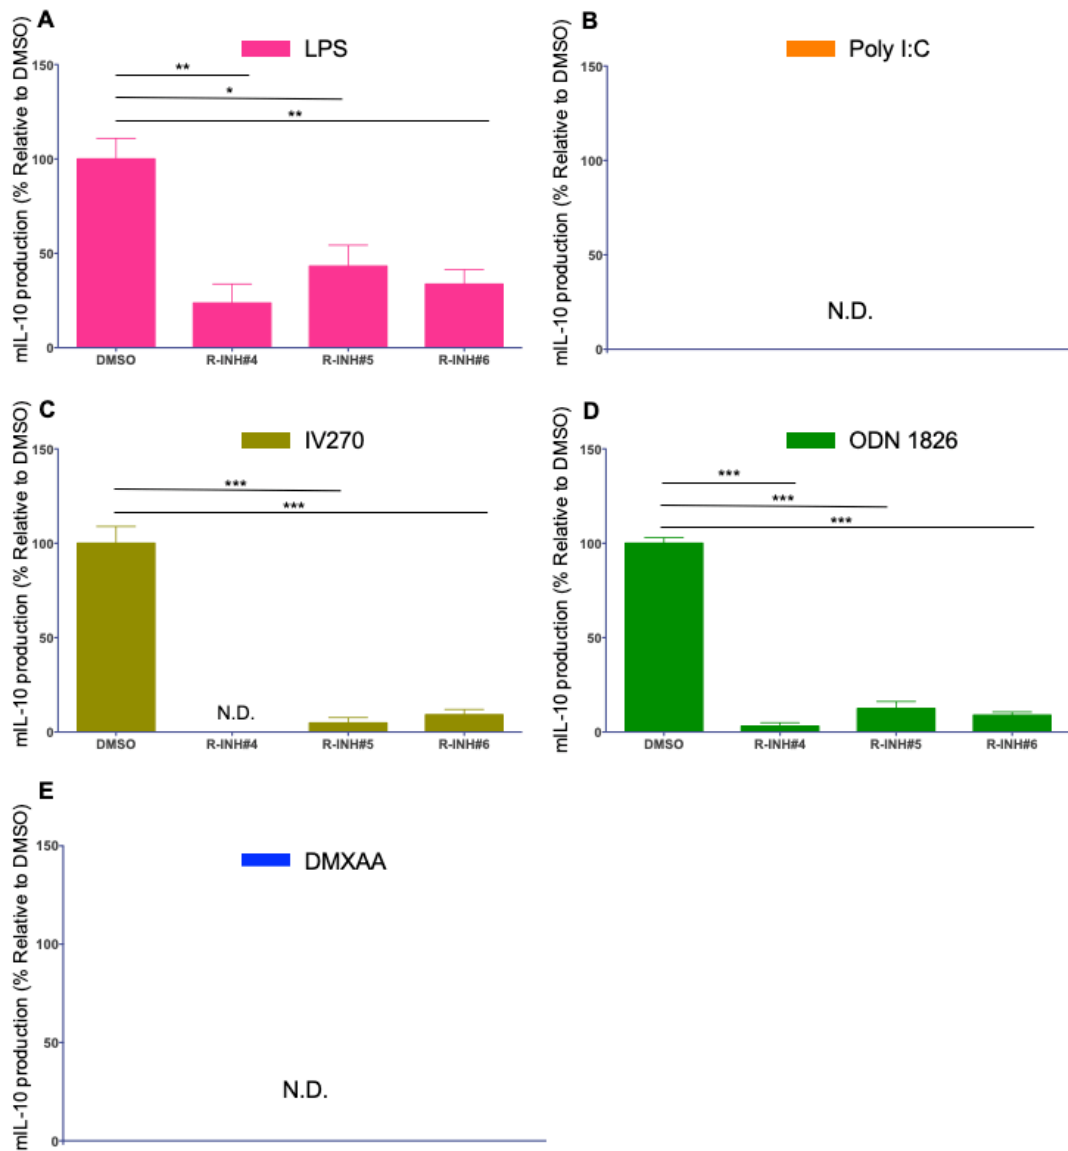 A
LPS
mIL-10 production (% Relative to DMSO)
150
100
50
0
**
*
**
DMSO R-INH#4 R-INH#5 R-INH#6
B
Poly I:C
mIL-10 production (% Relative to DMSO)
150
100
50
0
N.D.
C
IV270
mIL-10 production (% Relative to DMSO)
150
100
50
0
***
***
N.D.
DMSO R-INH#4 R-INH#5 R-INH#6
D
ODN 1826
mIL-10 production (% Relative to DMSO)
150
100
50
0
***
***
***
DMSO R-INH#4 R-INH#5 R-INH#6
E
DMXAA
mIL-10 production (% Relative to DMSO)
150
100
50
0
N.D.